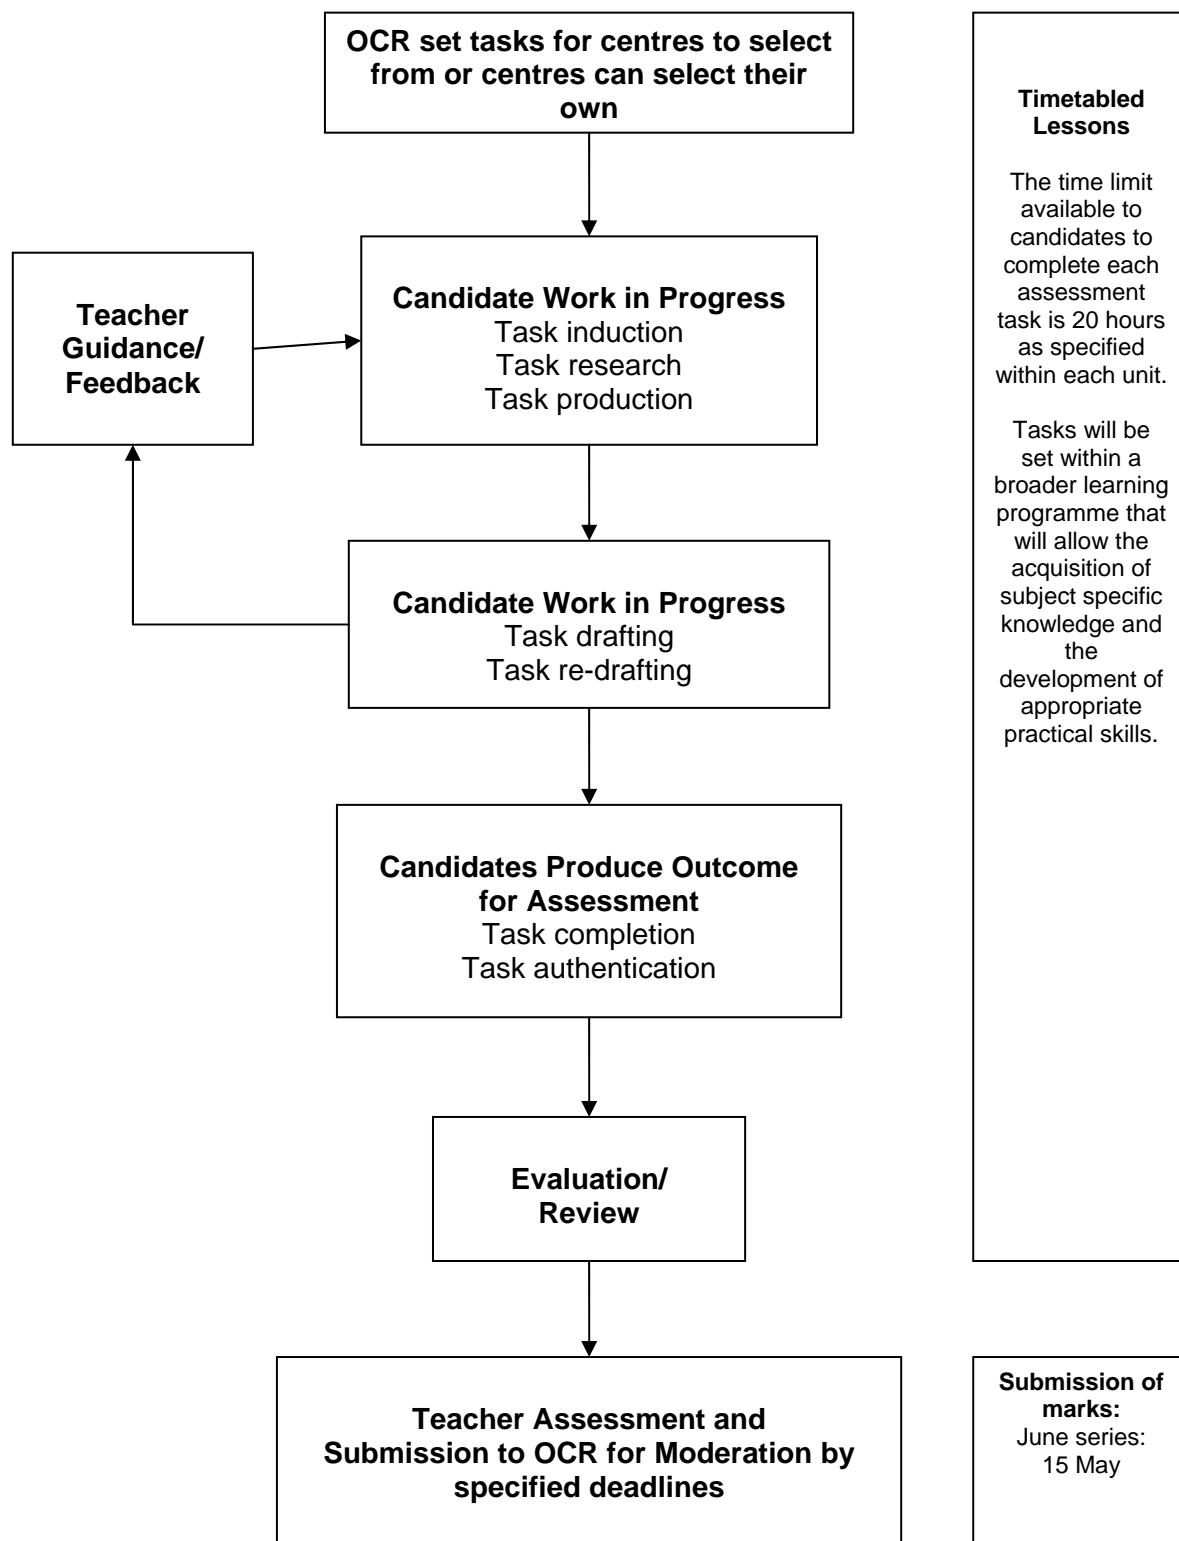 OCR set tasks for centres to select
from or centres can select their
own
Teacher
Guidance/
Feedback
Candidate Work in Progress
Task induction
Task research
Task production
Candidate Work in Progress
Task drafting
Task re-drafting
Candidates Produce Outcome
for Assessment
Task completion
Task authentication
Evaluation/
Review
Teacher Assessment and
Submission to OCR for Moderation by
specified deadlines
Timetabled
Lessons
The time limit
available to
candidates to
complete each
assessment
task is 20 hours
as specified
within each unit.
Tasks will be
set within a
broader learning
programme that
will allow the
acquisition of
subject specific
knowledge and
the
development of
appropriate
practical skills.
Submission of
marks:
June series:
15 May